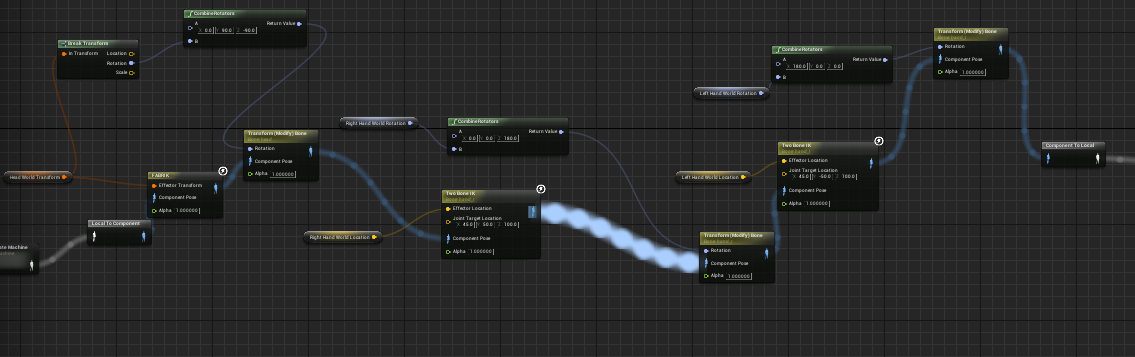 CombineRotators
A
X 0.0 Y 90.0 Z -90.0
B
Return Value
Break Transform
In Transform
Location
Rotation
Scale
Head World Transform
FABRIK
Effector Transform
Component Pose
Alpha 1.000000
Local To Component
te Machine
Machine
Transform (Modify) Bone
Rotation
Component Pose
Alpha 1.000000
Right Hand World Rotation
CombineRotators
A
X 0.0 Y 0.0 Z 180.0
B
Return Value
Right Hand World Location
Two Bone IK
Effector Location
Joint Target Location
X 45.0 Y 50.0 Z 100.0
Component Pose
Alpha 1.000000
Transform (Modify) Bone
Rotation
Component Pose
Alpha 1.000000
Left Hand World Rotation
CombineRotators
A
X 180.0 Y 0.0 Z 0.0
B
Return Value
Left Hand World Location
Two Bone IK
Effector Location
Joint Target Location
X 45.0 Y -50.0 Z 100.0
Component Pose
Alpha 1.000000
Transform (Modify) Bone
Rotation
Component Pose
Alpha 1.000000
Component To Local